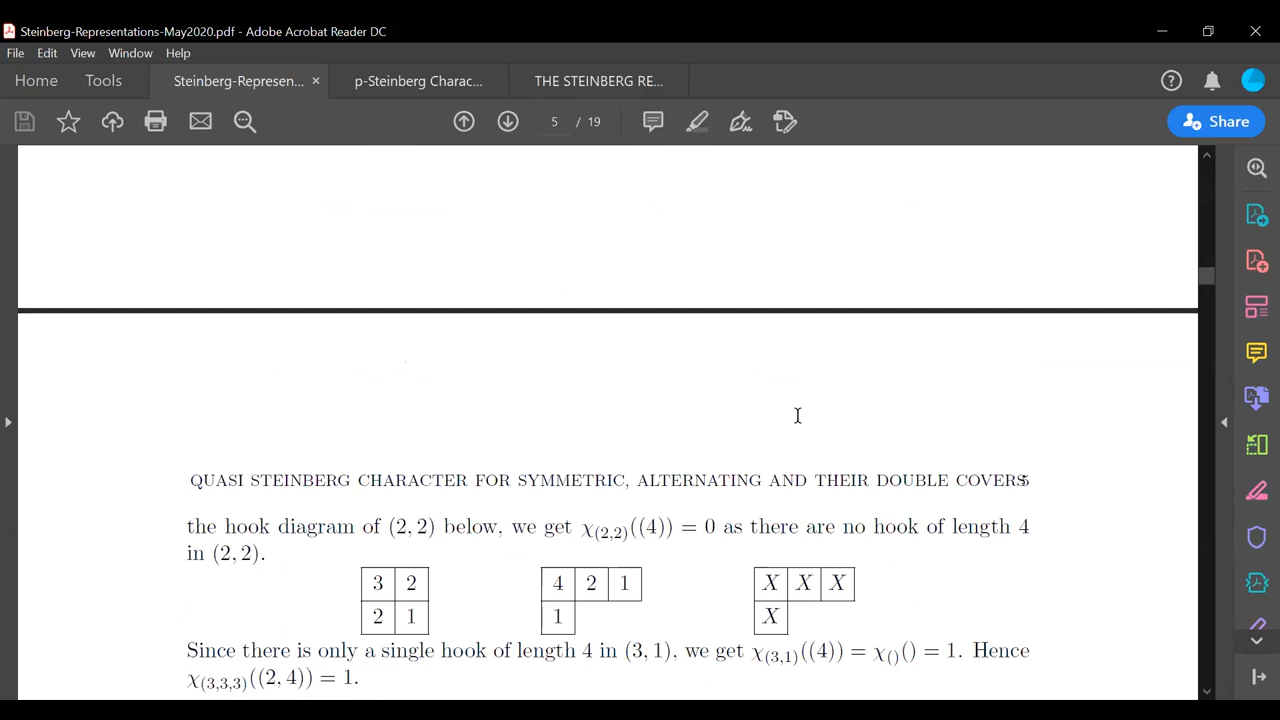 Steinberg-Representations-May2020.pdf - Adobe Acrobat Reader DC
File Edit View Window Help
Home Tools Steinberg-Represen... × p-Steinberg Charac... THE STEINBERG RE...
5 / 19
Share
QUASI STEINBERG CHARACTER FOR SYMMETRIC, ALTERNATING AND THEIR DOUBLE COVERS 5
the hook diagram of (2, 2) below, we get χ_(2,2)((4)) = 0 as there are no hook of length 4
in (2, 2).
3 2 4 2 1 X X X
2 1 1 X
Since there is only a single hook of length 4 in (3, 1), we get χ_(3,1)((4)) = χ_()() = 1. Hence
χ_(3,3,3)((2, 4)) = 1.